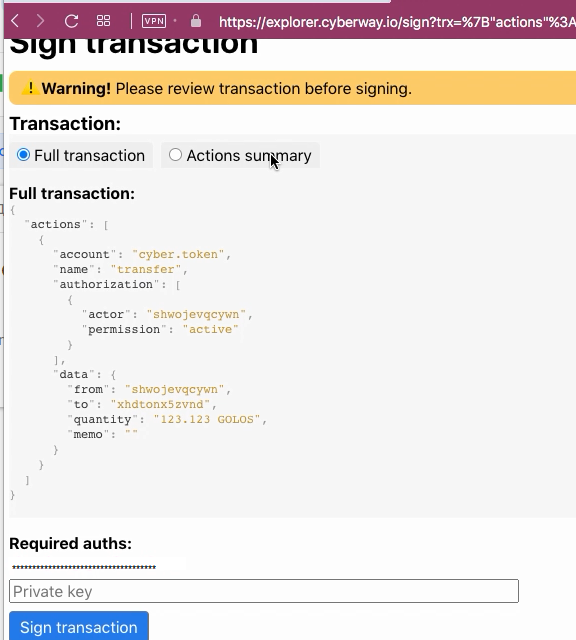 VPN https://explorer.cyberway.io/sign?trx=%7B"actions"%3A
Sign transaction
⚠️Warning! Please review transaction before signing.
Transaction:
Full transaction Actions summary
Full transaction:
{
"actions": [
{
"account": "cyber.token",
"name": "transfer",
"authorization": [
{
"actor": "shwojevqcywn",
"permission": "active"
}
],
"data": {
"from": "shwojevqcywn",
"to": "xhdtonx5zvnd",
"quantity": "123.123 GOLOS",
"memo": ""
}
}
]
}
Required auths:
Private key
Sign transaction